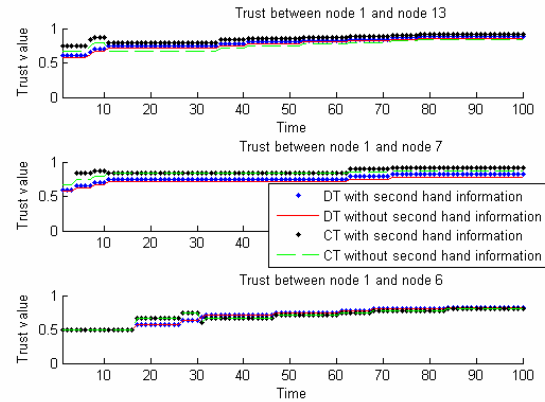 Trust between node 1 and node 13
Trust value
1
0.5
0
10 20 30 40 50 60 70 80 90 100
Time
Trust between node 1 and node 7
Trust value
1
0.5
0
10 20 30 40
DT with second hand information
DT without second hand information
CT with second hand information
CT without second hand information
Trust between node 1 and node 6
Trust value
1
0.5
0
10 20 30 40 50 60 70 80 90 100
Time